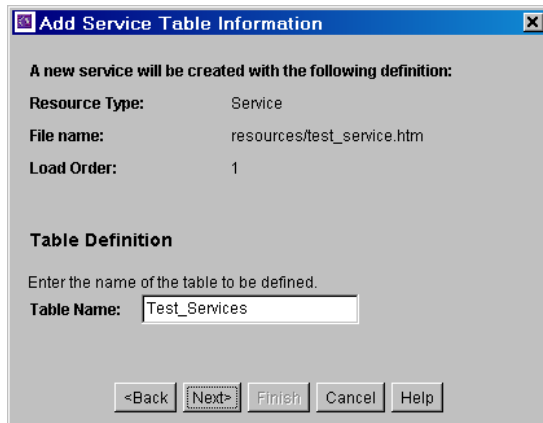 Add Service Table Information
A new service will be created with the following definition:
Resource Type: Service
File name: resources/test_service.htm
Load Order: 1
Table Definition
Enter the name of the table to be defined.
Table Name: Test_Services
<Back Next> Finish Cancel Help